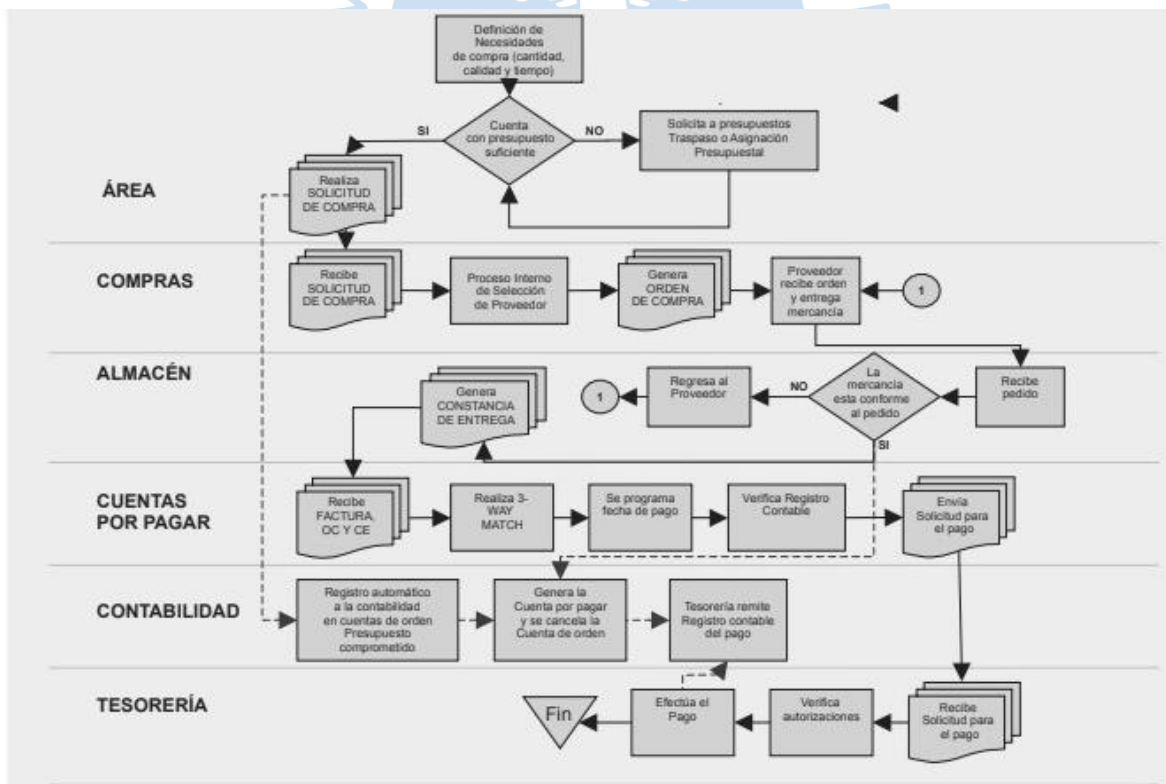 Definición de
Necesidades
de compra (cantidad,
calidad y tiempo)
SI
Cuenta
con presupuesto
suficiente
NO
Solicita a presupuestos
Traspaso o Asignación
Presupuestal
ÁREA
Realiza
SOLICITUD
DE COMPRA
COMPRAS
Recibe
SOLICITUD
DE COMPRA
Proceso Interno
de Selección
de Proveedor
Genera
ORDEN
DE COMPRA
Proveedor
recibe orden
y entrega
mercancía
1
ALMACÉN
Genera
CONSTANCIA
DE ENTREGA
1
Regresa al
Proveedor
NO
La
mercancía
esta conforme
al pedido
Recibe
pedido
SI
CUENTAS
POR PAGAR
Recibe
FACTURA,
OC Y CE
Realiza 3-
WAY
MATCH
Se programa
fecha de pago
Verifica Registro
Contable
Envía
Solicitud para
el pago
CONTABILIDAD
Registro automático
a la contabilidad
en cuentas de orden
Presupuesto
comprometido
Genera la
Cuenta por pagar
y se cancela la
Cuenta de orden
Tesorería remite
Registro contable
del pago
TESORERÍA
Fin
Efectúa el
Pago
Verifica
autorizaciones
Recibe
Solicitud para
el pago